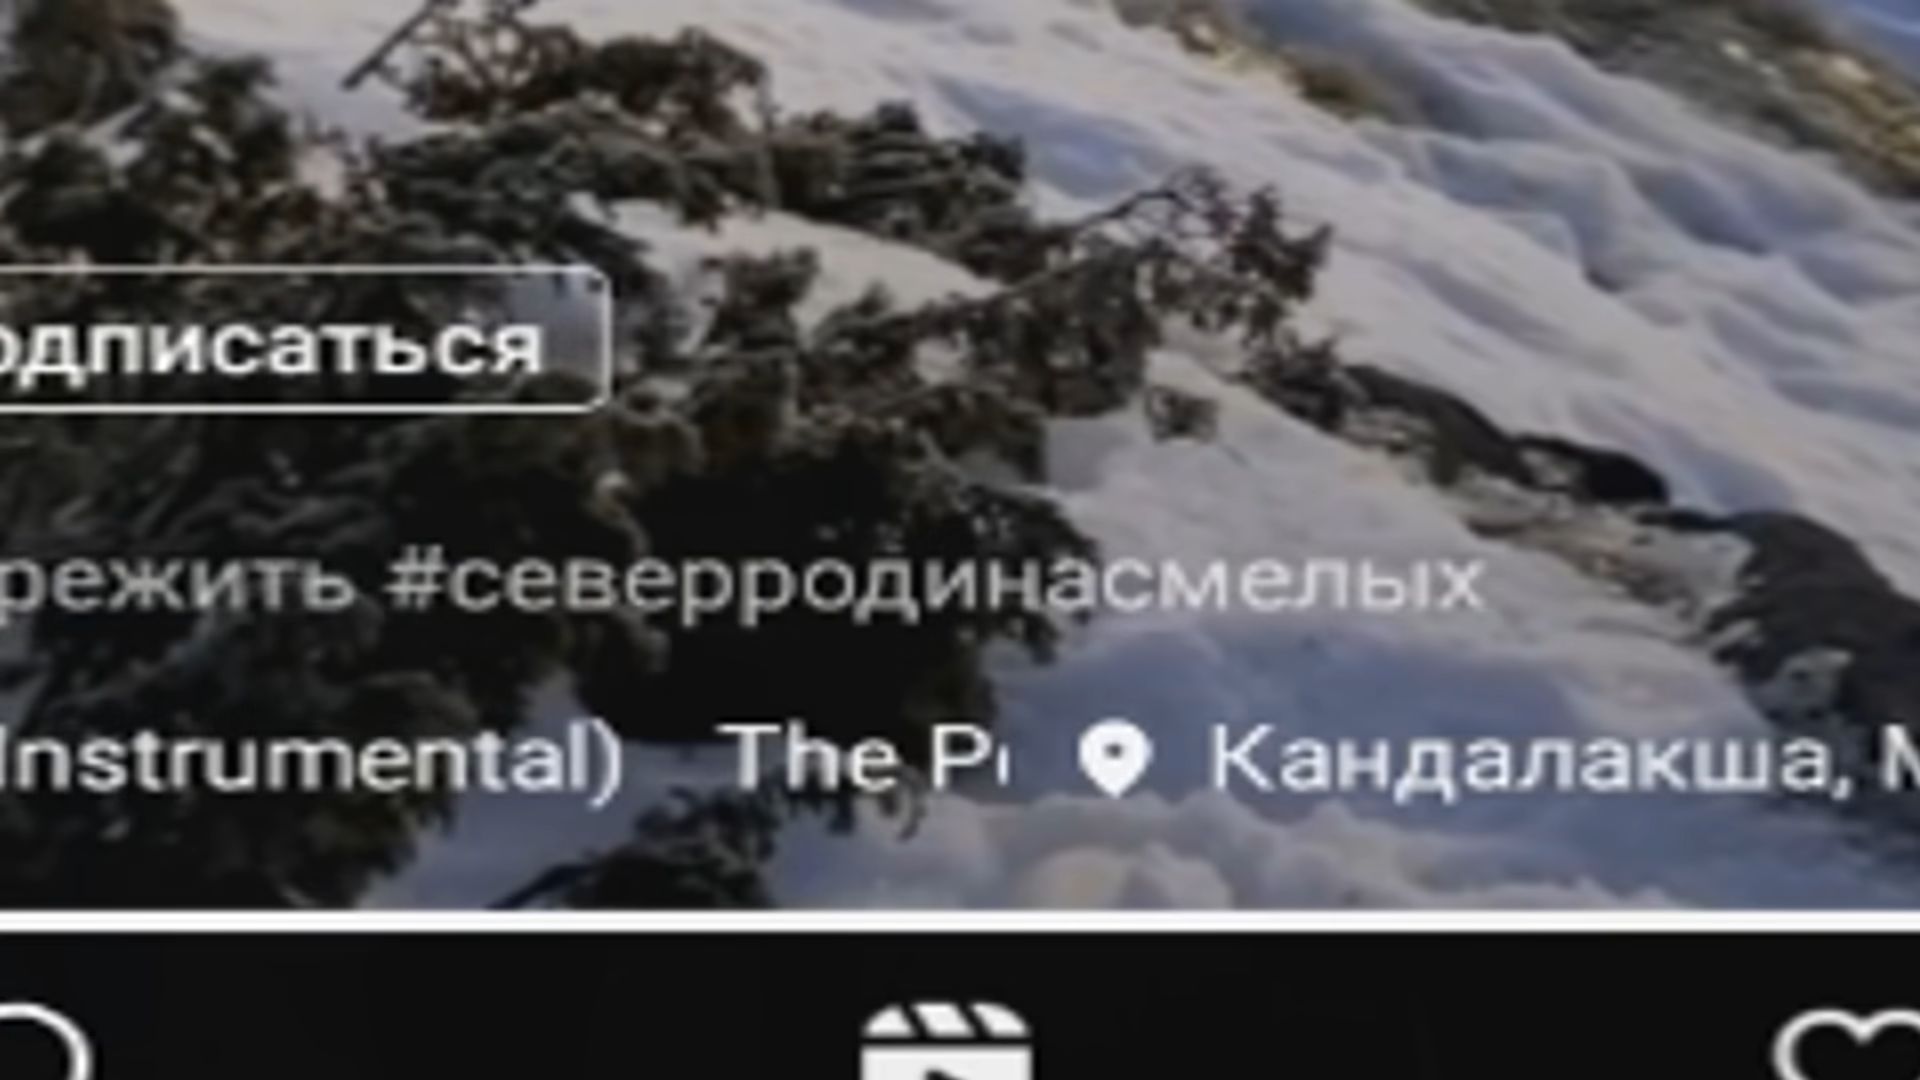 одписаться
режить #северродинасмелых
Instrumental) The P
Кандалакша, М